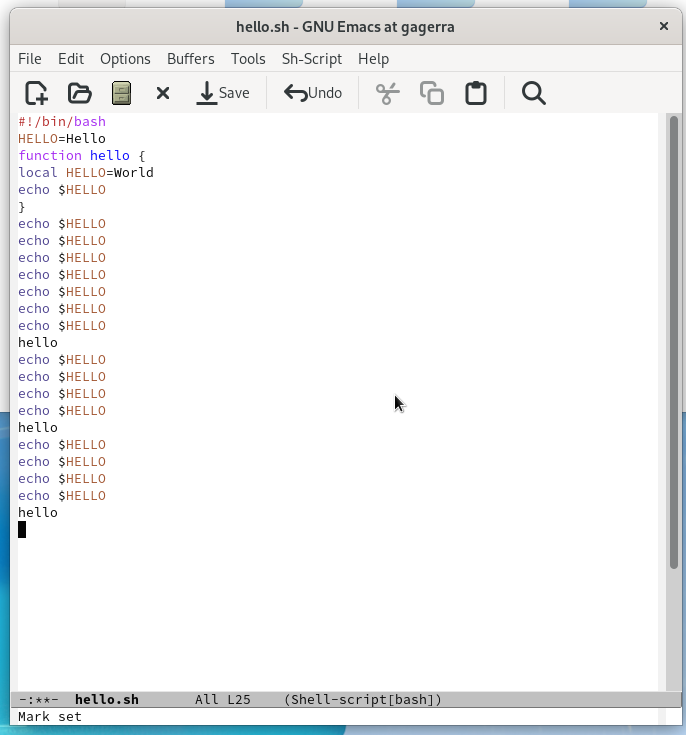 hello.sh - GNU Emacs at gagerra
File Edit Options Buffers Tools Sh-Script Help
Save Undo
#!/bin/bash
HELLO=Hello
function hello {
local HELLO=World
echo $HELLO
}
echo $HELLO
echo $HELLO
echo $HELLO
echo $HELLO
echo $HELLO
echo $HELLO
echo $HELLO
hello
echo $HELLO
echo $HELLO
echo $HELLO
echo $HELLO
hello
echo $HELLO
echo $HELLO
echo $HELLO
echo $HELLO
hello
-:**- hello.sh All L25 (Shell-script[bash])
Mark set